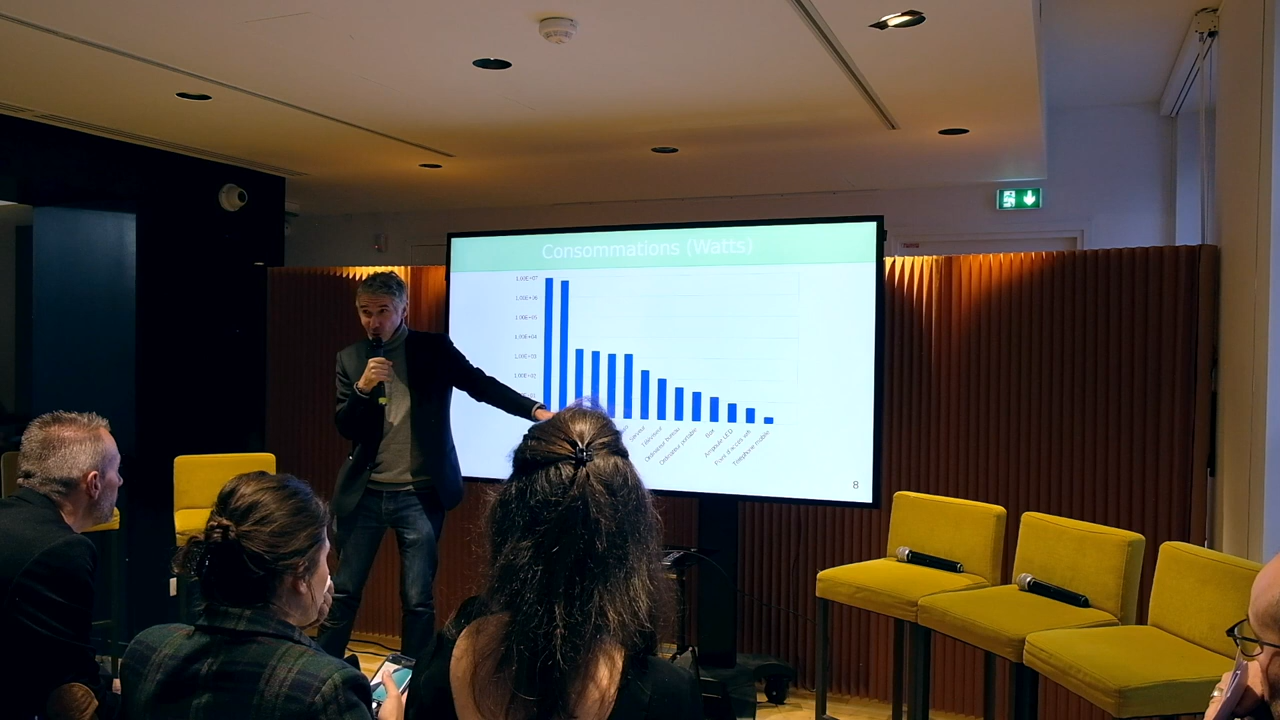 Consommations (Watts)
1,00E+07
1,00E+06
1,00E+05
1,00E+04
1,00E+03
1,00E+02
Serveur
Téléviseur
Ordinateur bureau
Ordinateur portable
Box
Ampoule LED
Point d'accès wifi
Téléphone mobile
8